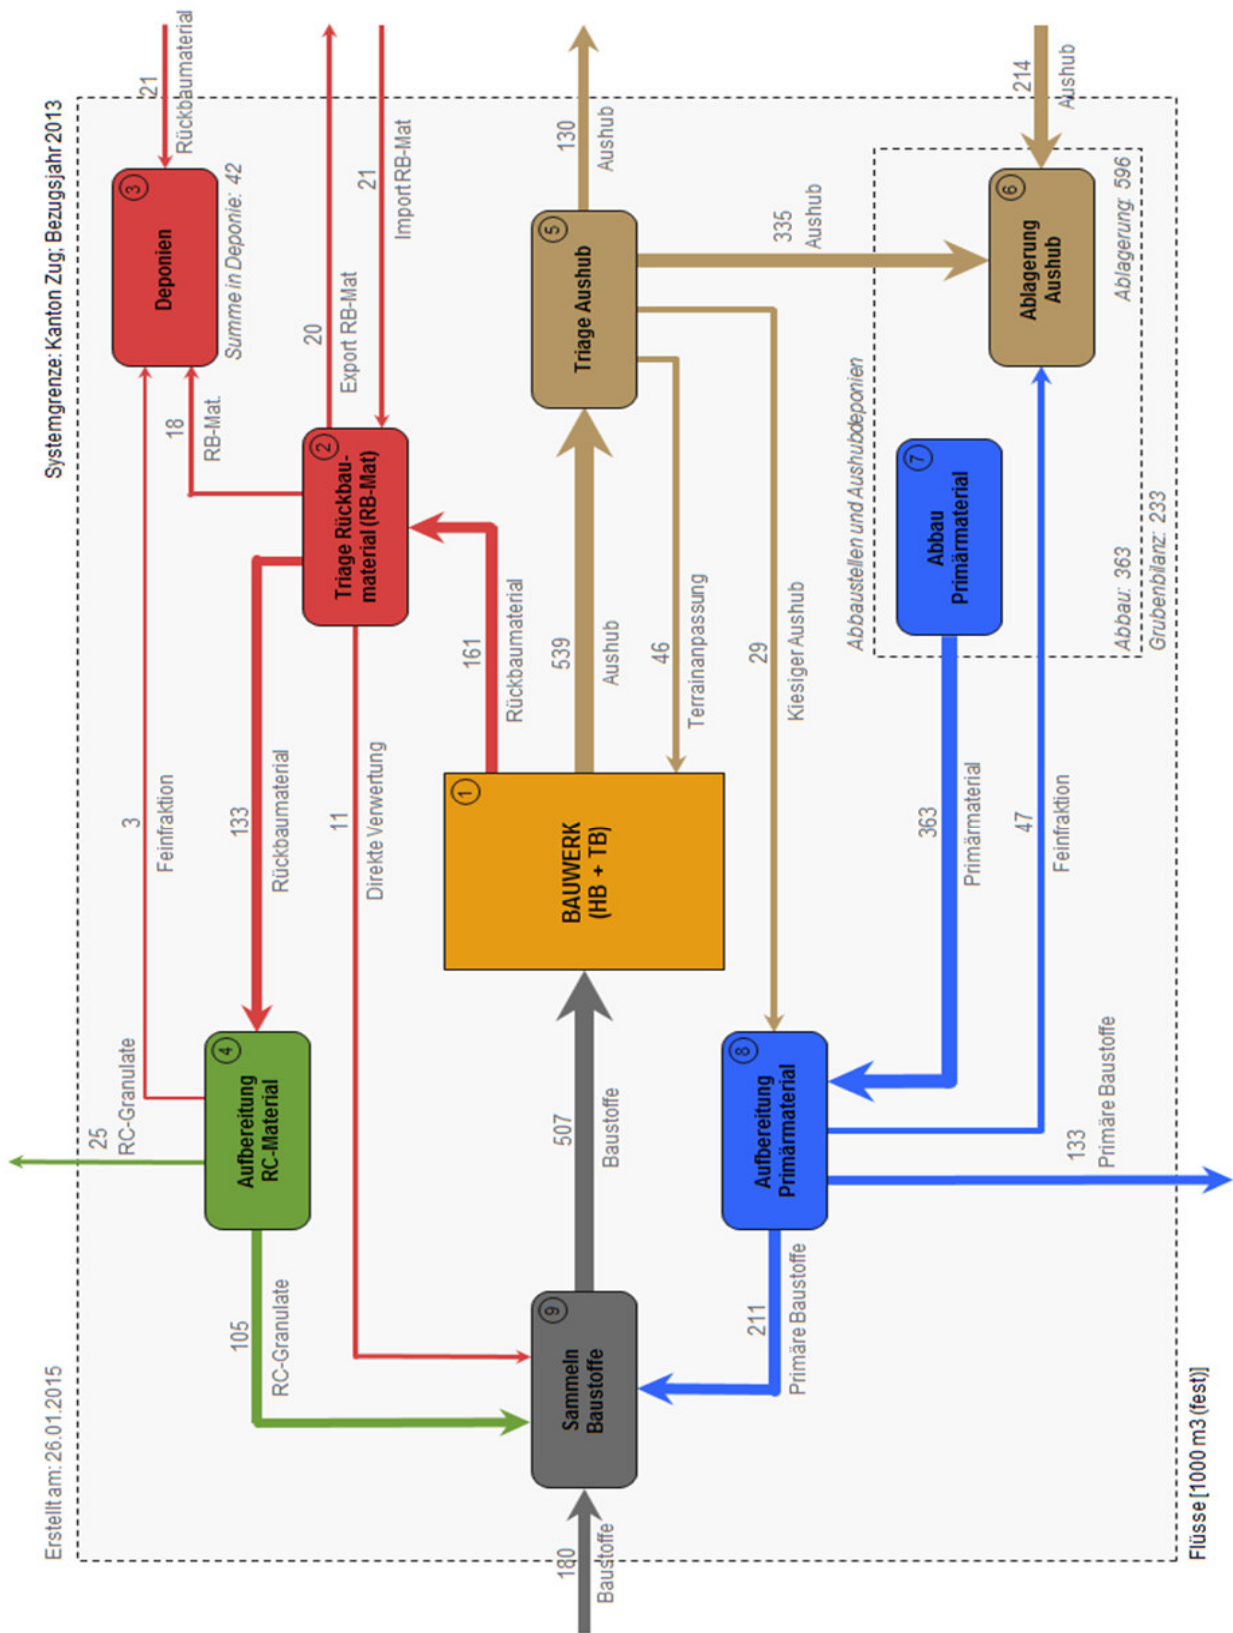 Erstellt am: 26.01.2015
Systemgrenze: Kanton Zug; Bezugsjahr 2013
25
RC-Granulate
3
Feinfraktion
18
RB-Mat.
3
Deponien
Summe in Deponie: 42
21
Rückbaumaterial
4
Aufbereitung
RC-Material
105
RC-Granulate
133
Rückbaumaterial
11
Direkte Verwertung
2
Triage Rückbau-
material (RB-Mat)
20
Export RB-Mat
21
Import RB-Mat
161
Rückbaumaterial
180
Baustoffe
9
Sammeln
Baustoffe
507
Baustoffe
1
BAUWERK
(HB + TB)
539
Aushub
5
Triage Aushub
130
Aushub
46
Terrainanpassung
29
Kiesiger Aushub
335
Aushub
211
Primäre Baustoffe
8
Aufbereitung
Primärmaterial
363
Primärmaterial
47
Feinfraktion
133
Primäre Baustoffe
Abbaustellen und Aushubdeponien
7
Abbau
Primärmaterial
6
Ablagerung
Aushub
214
Aushub
Abbau: 363
Ablagerung: 596
Grubenbilanz: 233
Flüsse [1000 m3 (fest)]